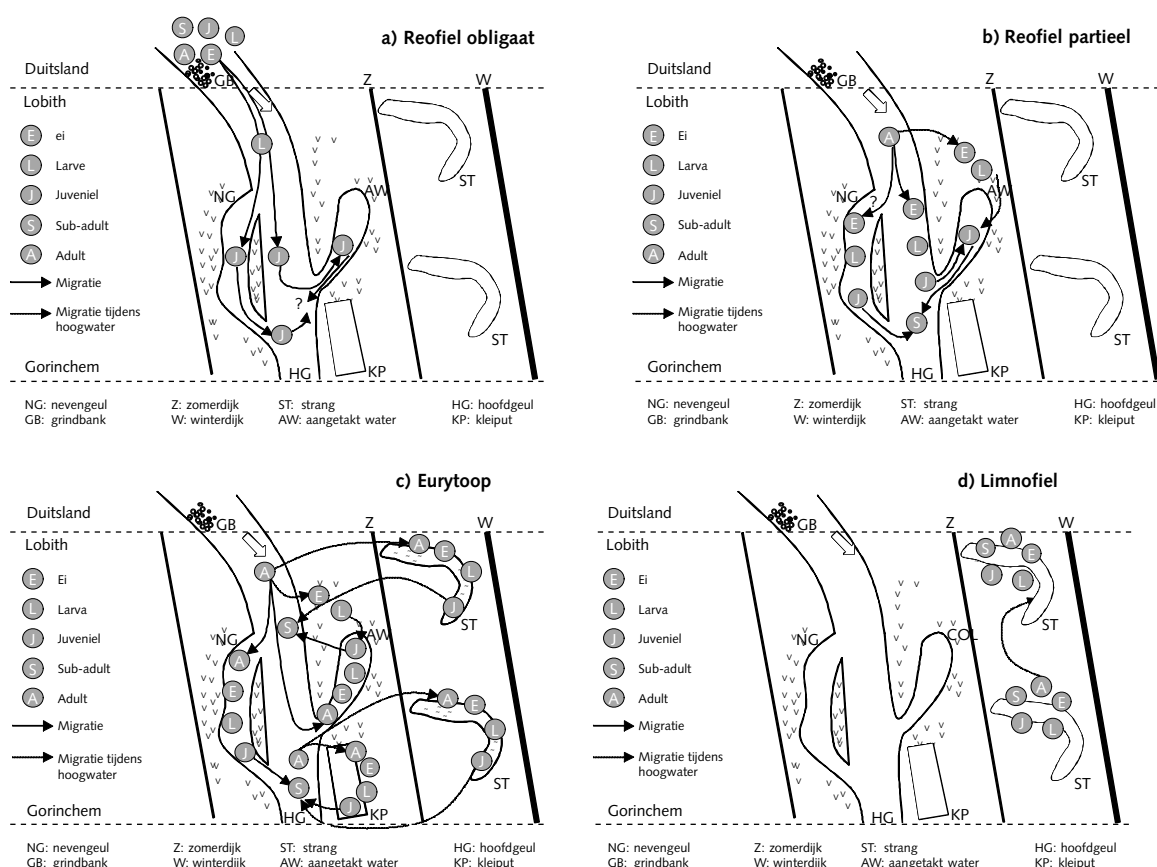 a) Reofiel obligaat
S J L
A E
GB
Duitsland
Z
W
Lobith
E ei
L Larve
J Juveniel
S Sub-adult
A Adult
Migratie
Migratie tijdens
hoogwater
L
NG
AW
ST
J J J
?
J
ST
Gorinchem
HG
KP
NG: nevengeul Z: zomerdijk ST: strang HG: hoofdgeul
GB: grindbank W: winterdijk AW: aangetakt water KP: kleiput
b) Reofiel partieel
Duitsland
GB
Z
W
Lobith
E Ei
L Larva
J Juveniel
S Sub-adult
A Adult
Migratie
Migratie tijdens
hoogwater
A
E
L
ST
NG
?
AW
E E
L L J
J J
S
ST
Gorinchem
HG
KP
NG: nevengeul Z: zomerdijk ST: strang HG: hoofdgeul
GB: grindbank W: winterdijk AW: aangetakt water KP: kleiput
c) Eurytoop
Duitsland
GB
Z
W
Lobith
E Ei
L Larva
J Juveniel
S Sub-adult
A Adult
Migratie
Migratie tijdens
hoogwater
A E L J
ST
A
E
L
S
J
AW
NG
A
E
L
J
L
E
A
A E L J
ST
A
S
A
E
L
J
Gorinchem
HG
KP
NG: nevengeul Z: zomerdijk ST: strang HG: hoofdgeul
GB: grindbank W: winterdijk AW: aangetakt water KP: kleiput
d) Limnofiel
Duitsland
GB
Z
W
Lobith
E Ei
L Larva
J Juveniel
S Sub-adult
A Adult
Migratie
Migratie tijdens
hoogwater
S A E
J L
ST
NG
COL
S A E
J L
ST
Gorinchem
HG
KP
NG: nevengeul Z: zomerdijk ST: strang HG: hoofdgeul
GB: grindbank W: winterdijk AW: aangetakt water KP: kleiput